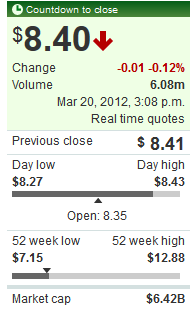 Countdown to close
$8.40
Change -0.01 -0.12%
Volume 6.08m
Mar 20, 2012, 3:08 p.m.
Real time quotes
Previous close $ 8.41
Day low Day high
$8.27 $8.43
Open: 8.35
52 week low 52 week high
$7.15 $12.88
Market cap $6.42B